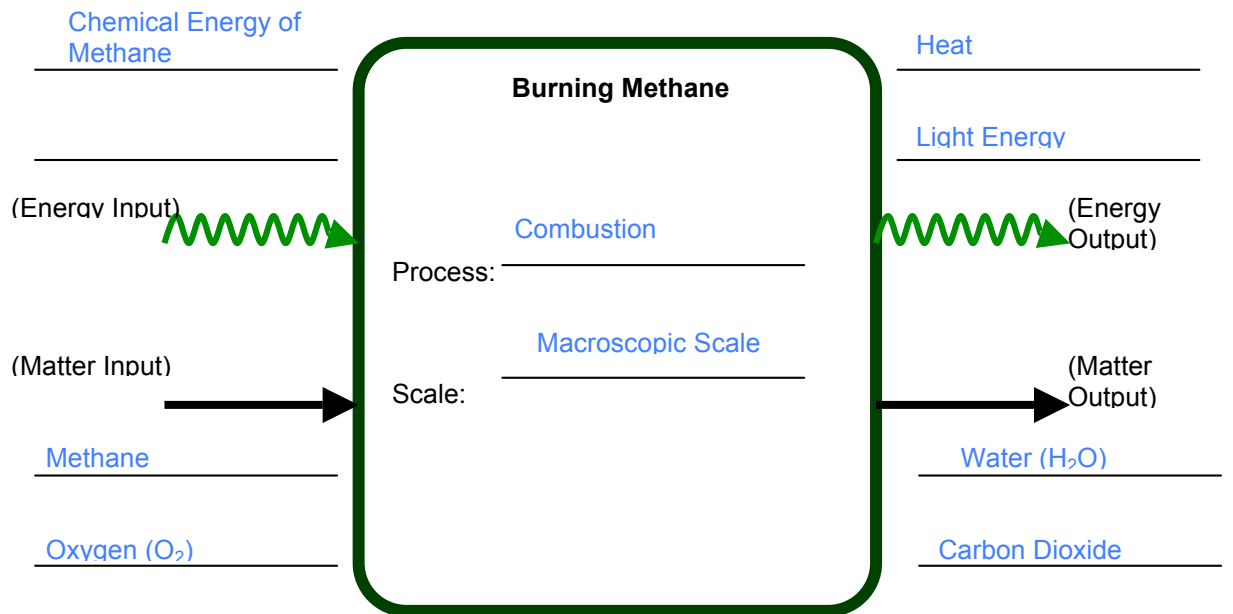 Chemical Energy of
Methane
Heat
Burning Methane
Light Energy
(Energy Input)
Combustion
(Energy
Output)
Process:
Macroscopic Scale
(Matter Input)
(Matter
Output)
Scale:
Methane
Water (H₂O)
Oxygen (O₂)
Carbon Dioxide